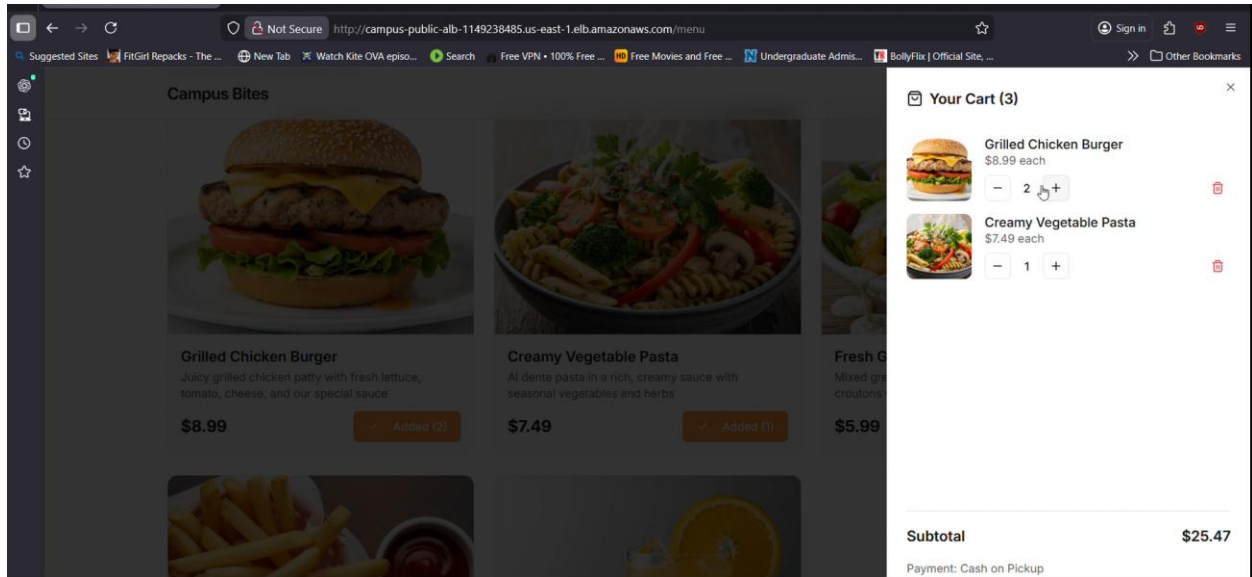 Not Secure http://campus-public-alb-1149238485.us-east-1.elb.amazonaws.com/menu
Sign in
Suggested Sites FitGirl Repacks - The ... New Tab Watch Kite OVA episo... Search Free VPN • 100% Free ... HD Free Movies and Free ... N Undergraduate Admis... BollyFlix | Official Site, ... Other Bookmarks
Campus Bites
Grilled Chicken Burger
Juicy grilled chicken patty with fresh lettuce,
tomato, cheese, and our special sauce
$8.99
Added (2)
Creamy Vegetable Pasta
Al dente pasta in a rich, creamy sauce with
seasonal vegetables and herbs
$7.49
Added (1)
Fresh G
Mixed gre
croutons
$5.99
Your Cart (3)
Grilled Chicken Burger
$8.99 each
− 2 +
Creamy Vegetable Pasta
$7.49 each
− 1 +
Subtotal $25.47
Payment: Cash on Pickup